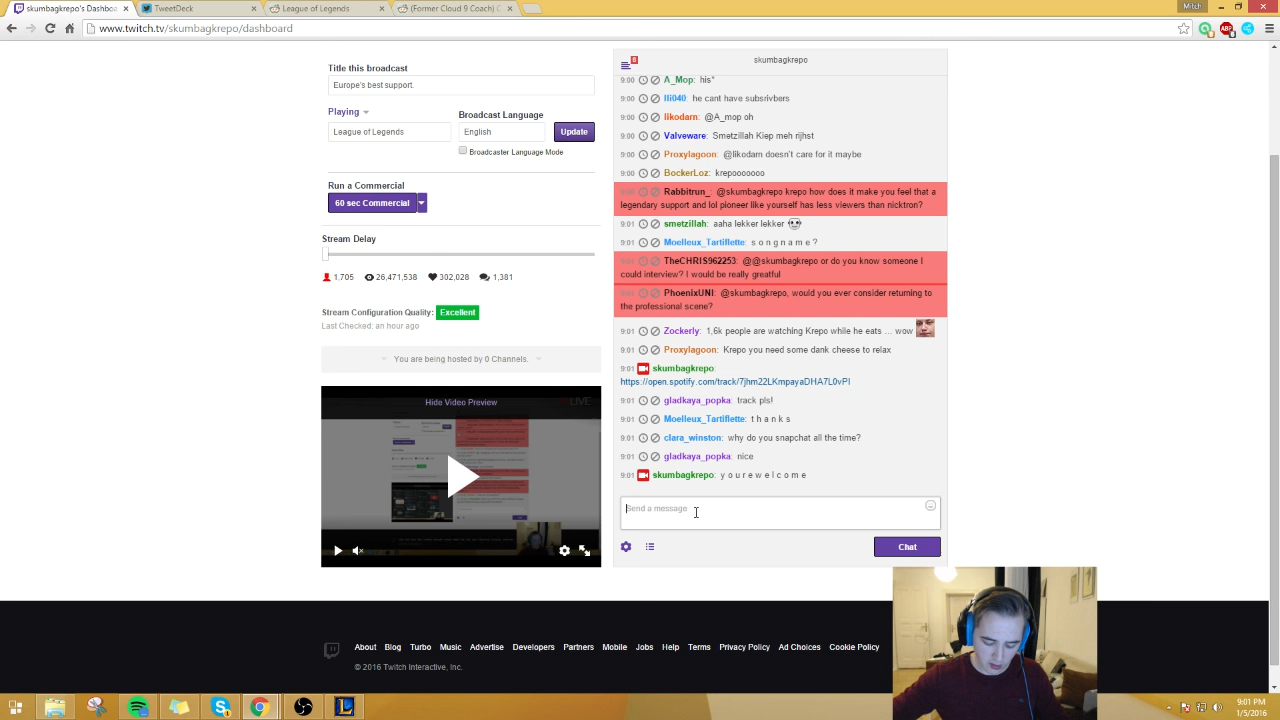 skumbagkrepo's Dashboa
TweetDeck
League of Legends
(Former Cloud 9 Coach) C
Mitch
www.twitch.tv/skumbagkrepo/dashboard
Title this broadcast
Europe's best support.
Playing
Broadcast Language
League of Legends
English
Update
Broadcaster Language Mode
Run a Commercial
60 sec Commercial
Stream Delay
1,705 26,471,538 302,028 1,381
Stream Configuration Quality: Excellent
Last Checked: an hour ago
You are being hosted by 0 Channels.
Hide Video Preview
LIVE
8
skumbagkrepo
9:00 A_Mop: his*
9:00 lli040: he cant have subsrivbers
9:00 likodarn: @A_mop oh
9:00 Valveware: Smetzillah Kiep meh rijhst
9:00 Proxylagoon: @likodarn doesn't care for it maybe
9:00 BockerLoz: krepooooooo
Rabbitrun_: @skumbagkrepo krepo how does it make you feel that a
legendary support and lol pioneer like yourself has less viewers than nicktron?
9:01 smetzillah: aaha lekker lekker
9:01 Moelleux_Tartiflette: s o n g n a m e ?
TheCHRIS962253: @@skumbagkrepo or do you know someone I
could interview? I would be really greatful
PhoenixUNI: @skumbagkrepo, would you ever consider returning to
the professional scene?
9:01 Zockerly: 1,6k people are watching Krepo while he eats ... wow
9:01 Proxylagoon: Krepo you need some dank cheese to relax
9:01 skumbagkrepo:
https://open.spotify.com/track/7jhm22LKmpayaDHA7L0vPI
9:01 gladkaya_popka: track pls!
9:01 Moelleux_Tartiflette: t h a n k s
9:01 clara_winston: why do you snapchat all the time?
9:01 gladkaya_popka: nice
9:01 skumbagkrepo: y o u r e w e l c o m e
Send a message
Chat
About Blog Turbo Music Advertise Developers Partners Mobile Jobs Help Terms Privacy Policy Ad Choices Cookie Policy
© 2016 Twitch Interactive, Inc.
9:01 PM
1/5/2016